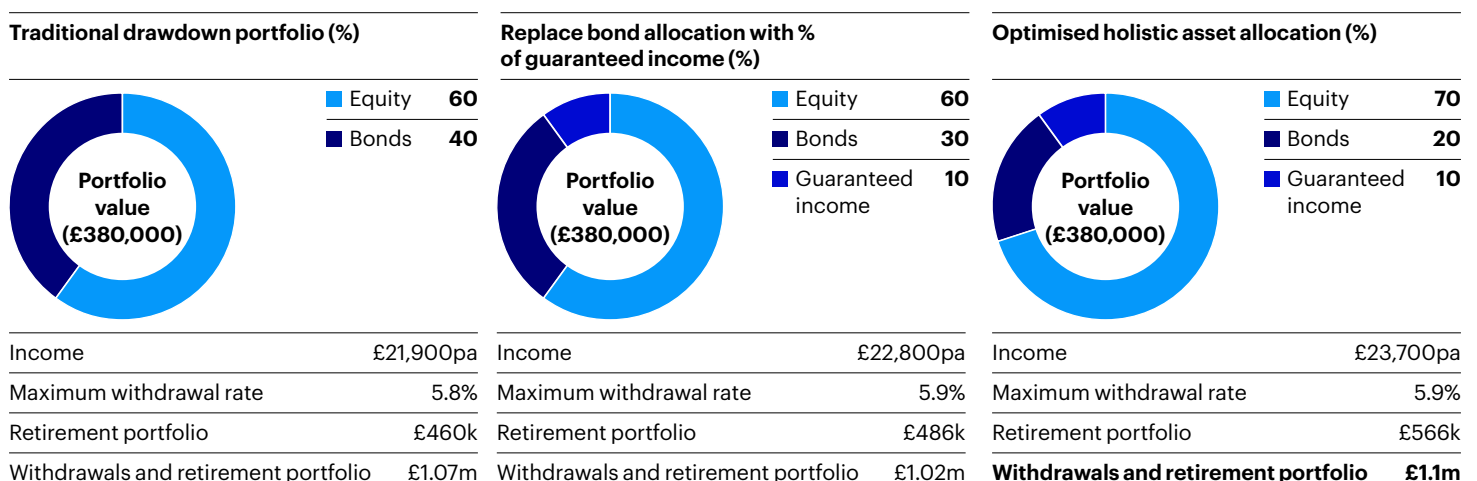 Traditional drawdown portfolio (%)
Equity 60
Bonds 40
Portfolio
value
(£380,000)
Income £21,900pa
Maximum withdrawal rate 5.8%
Retirement portfolio £460k
Withdrawals and retirement portfolio £1.07m
Replace bond allocation with %
of guaranteed income (%)
Equity 60
Bonds 30
Guaranteed 10
income
Portfolio
value
(£380,000)
Income £22,800pa
Maximum withdrawal rate 5.9%
Retirement portfolio £486k
Withdrawals and retirement portfolio £1.02m
Optimised holistic asset allocation (%)
Equity 70
Bonds 20
Guaranteed 10
income
Portfolio
value
(£380,000)
Income £23,700pa
Maximum withdrawal rate 5.9%
Retirement portfolio £566k
Withdrawals and retirement portfolio £1.1m